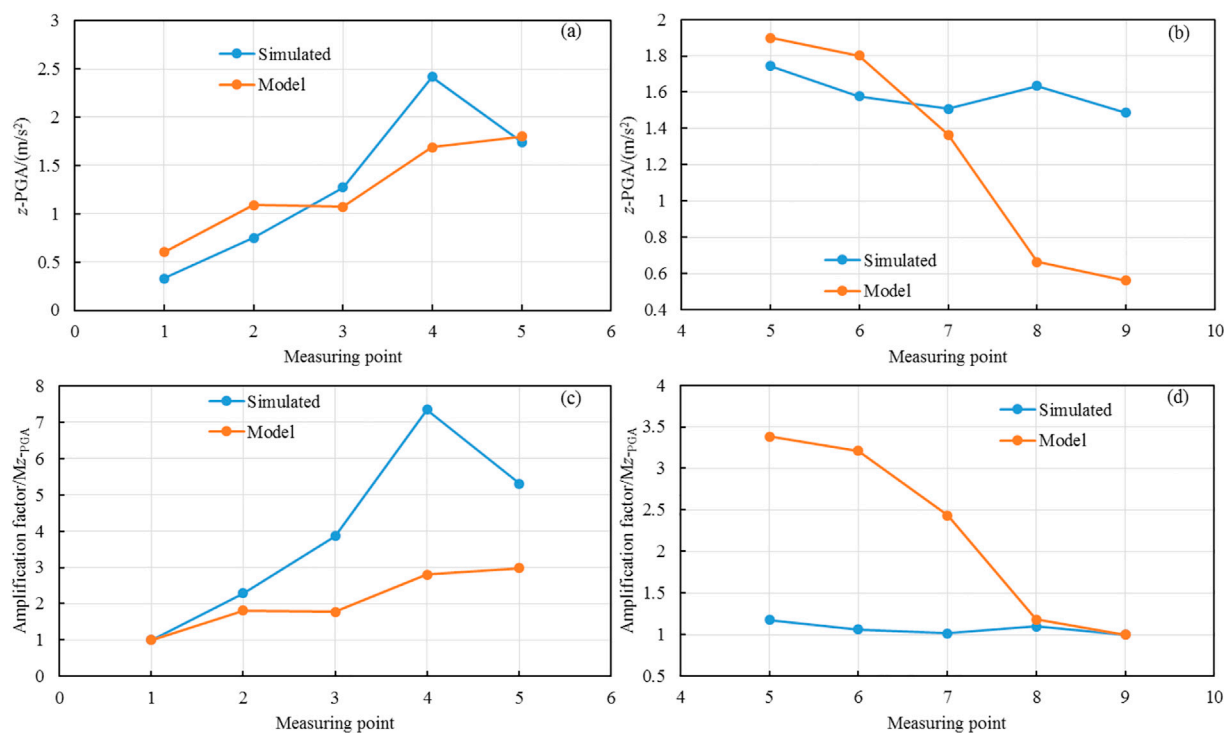 (a)
Simulated
Model
z-PGA/(m/s²)
3
2.5
2
1.5
1
0.5
0
0 1 2 3 4 5 6
Measuring point
(b)
Simulated
Model
z-PGA/(m/s²)
2
1.8
1.6
1.4
1.2
1
0.8
0.6
0.4
4 5 6 7 8 9 10
Measuring point
(c)
Simulated
Model
Amplification factor/Mz-PGA
8
7
6
5
4
3
2
1
0
0 1 2 3 4 5 6
Measuring point
(d)
Simulated
Model
Amplification factor/Mz-PGA
4
3.5
3
2.5
2
1.5
1
0.5
4 5 6 7 8 9 10
Measuring point